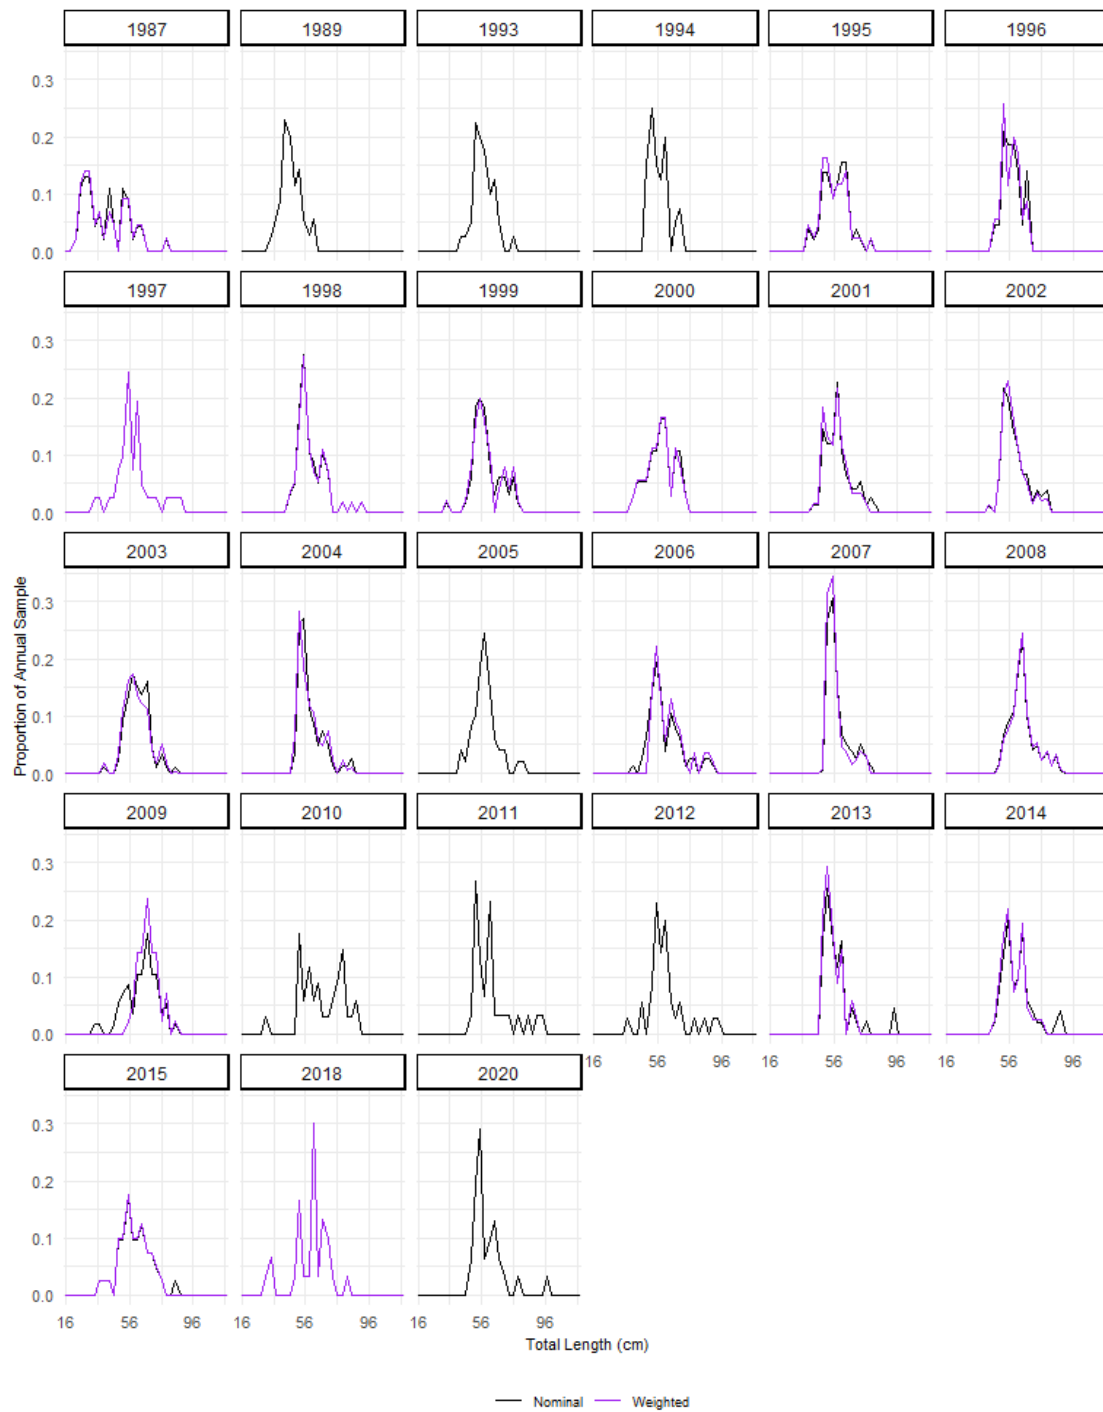 1987 1989 1993 1994 1995 1996
0.3
0.2
0.1
0.0
1997 1998 1999 2000 2001 2002
0.3
0.2
0.1
0.0
2003 2004 2005 2006 2007 2008
0.3
0.2
0.1
0.0
Proportion of Annual Sample
2009 2010 2011 2012 2013 2014
0.3
0.2
0.1
0.0
16 56 96 16 56 96 16 56 96
2015 2018 2020
0.3
0.2
0.1
0.0
16 56 96 16 56 96 16 56 96
Total Length (cm)
Nominal Weighted